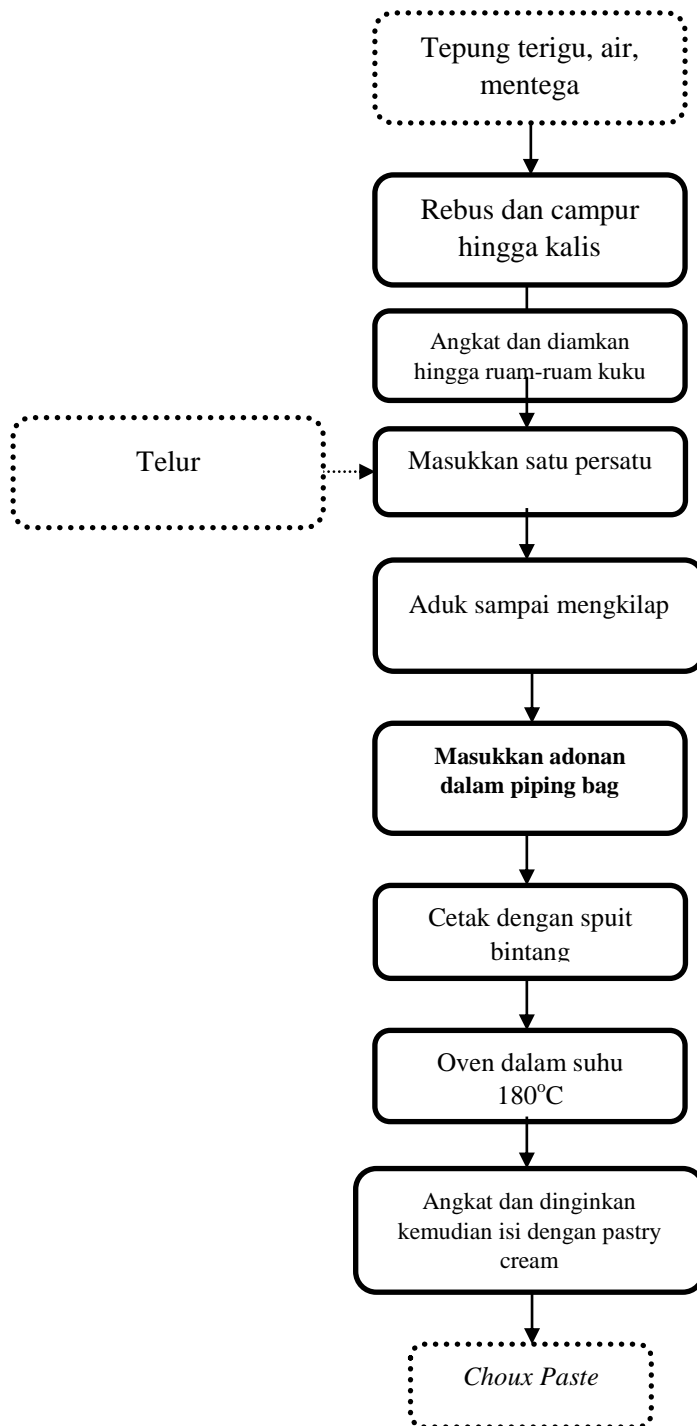 Tepung terigu, air,
mentega
Rebus dan campur
hingga kalis
Angkat dan diamkan
hingga ruam-ruam kuku
Telur
Masukkan satu persatu
Aduk sampai mengkilap
Masukkan adonan
dalam piping bag
Cetak dengan spuit
bintang
Oven dalam suhu
180°C
Angkat dan dinginkan
kemudian isi dengan pastry
cream
Choux Paste